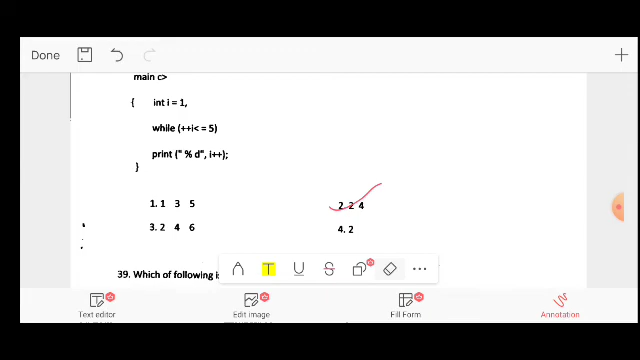 Done
main c>
{ int i = 1,
while (++i< = 5)
print (" % d", i++);
}
1. 1 3 5
2. 2 4
3. 2 4 6
4. 2
39. Which of following is
Text editor
Edit image
Fill Form
Annotation